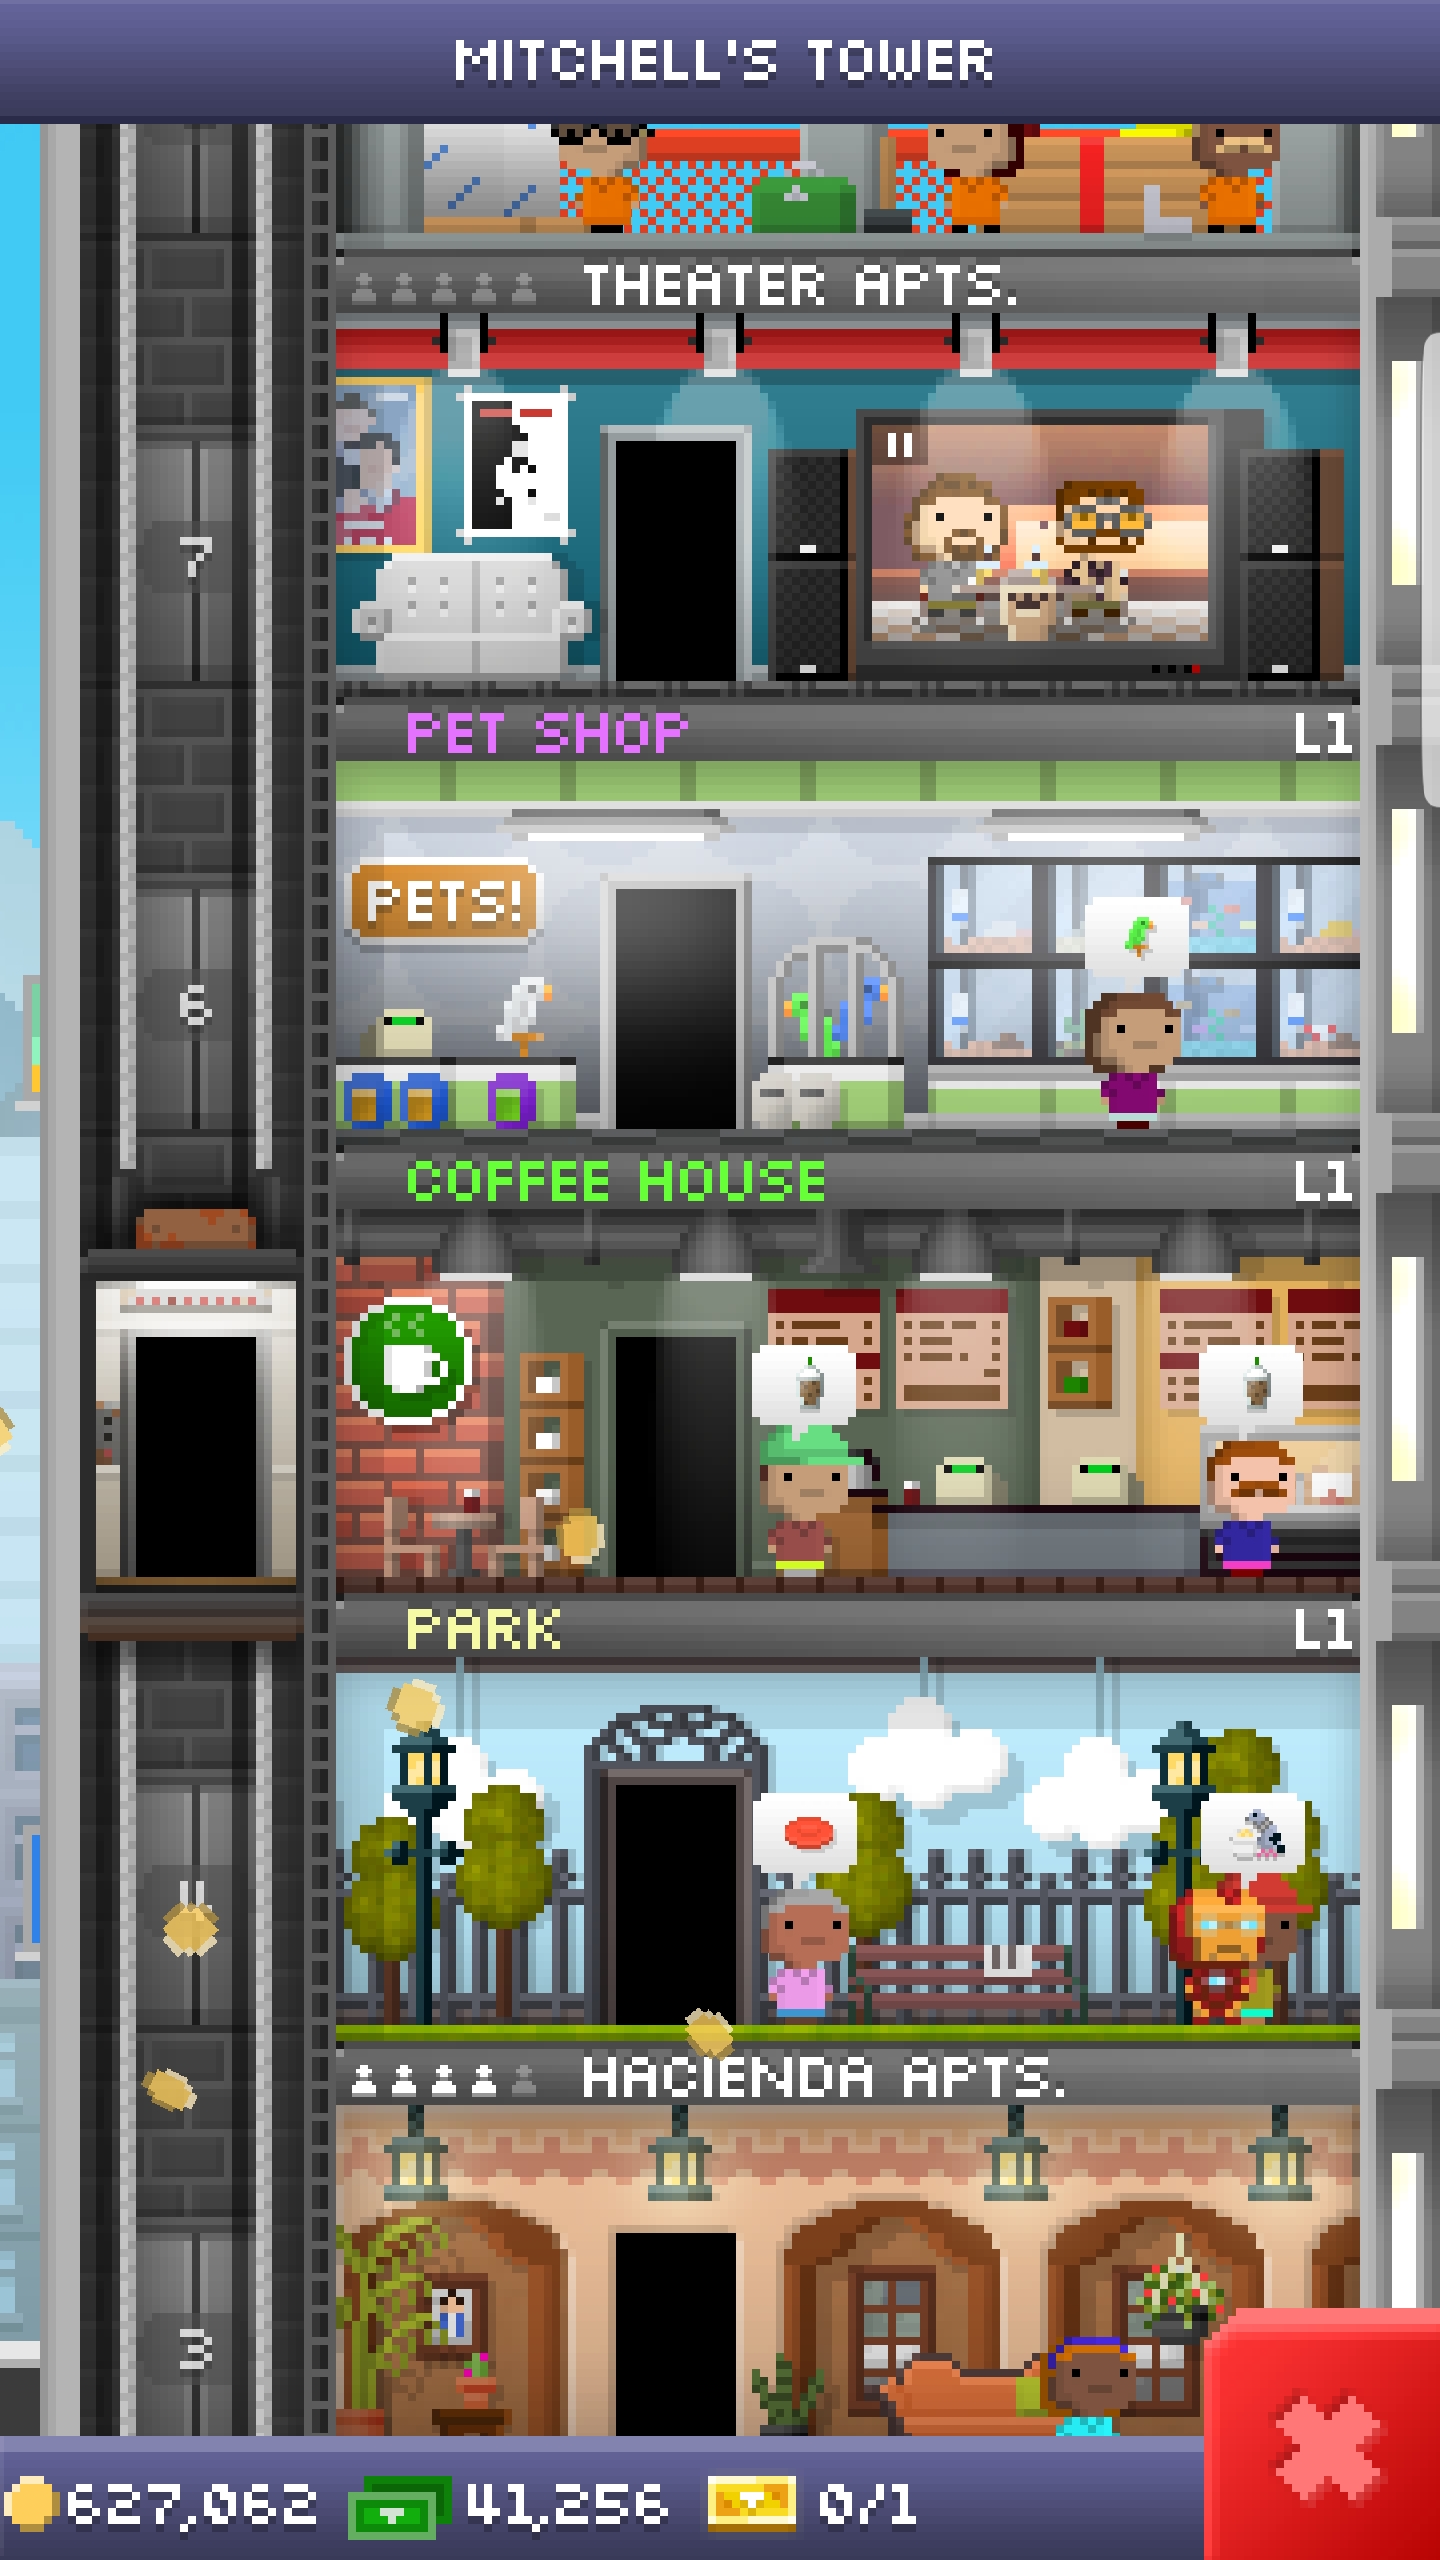 MITCHELL'S TOWER
THEATER APTS.
7
PET SHOP L1
PETS!
6
COFFEE HOUSE L1
PARK L1
HACIENDA APTS.
3
627,062 41,256 0/1